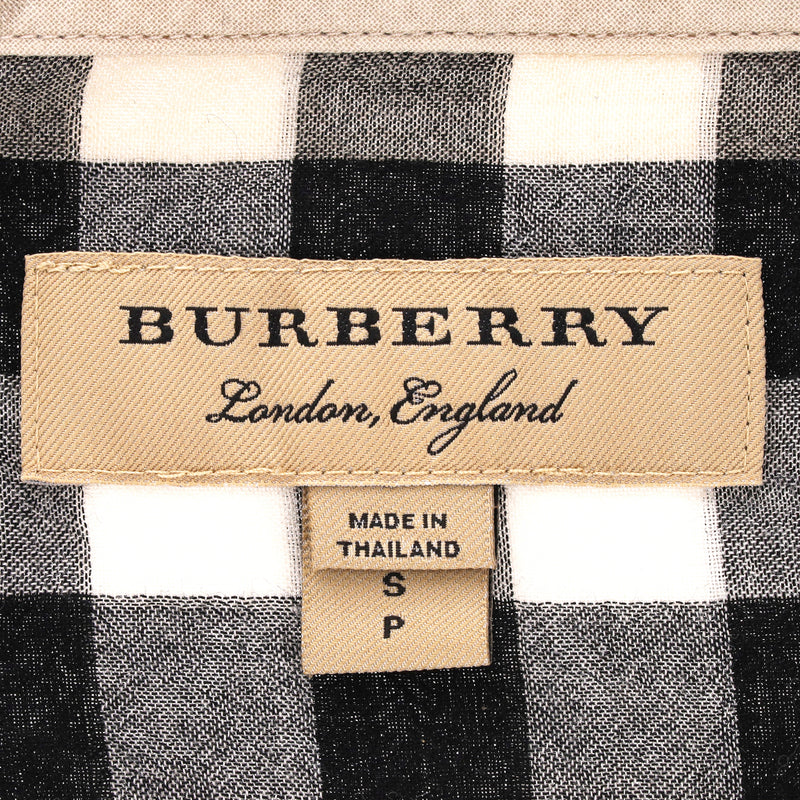 BURBERRY
London, England
MADE IN
THAILAND
S
P